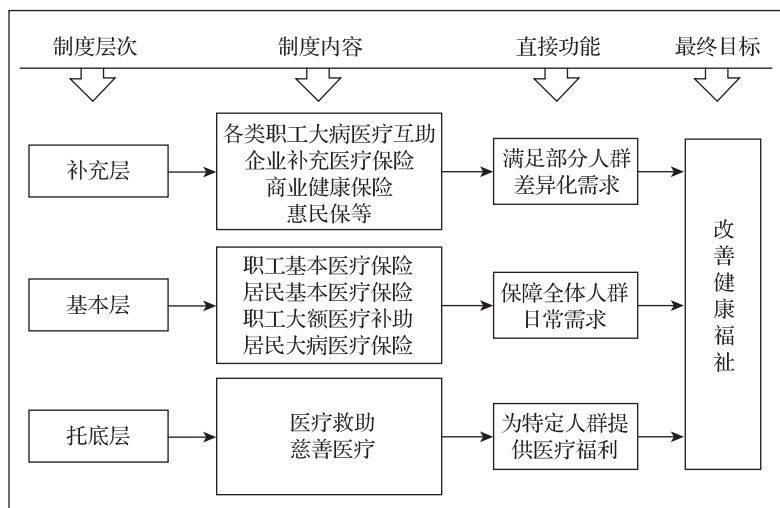 制度层次
制度内容
直接功能
最终目标
补充层
各类职工大病医疗互助
企业补充医疗保险
商业健康保险
惠民保等
满足部分人群
差异化需求
基本层
职工基本医疗保险
居民基本医疗保险
职工大额医疗补助
居民大病医疗保险
保障全体人群
日常需求
托底层
医疗救助
慈善医疗
为特定人群提
供医疗福利
改善健康福祉